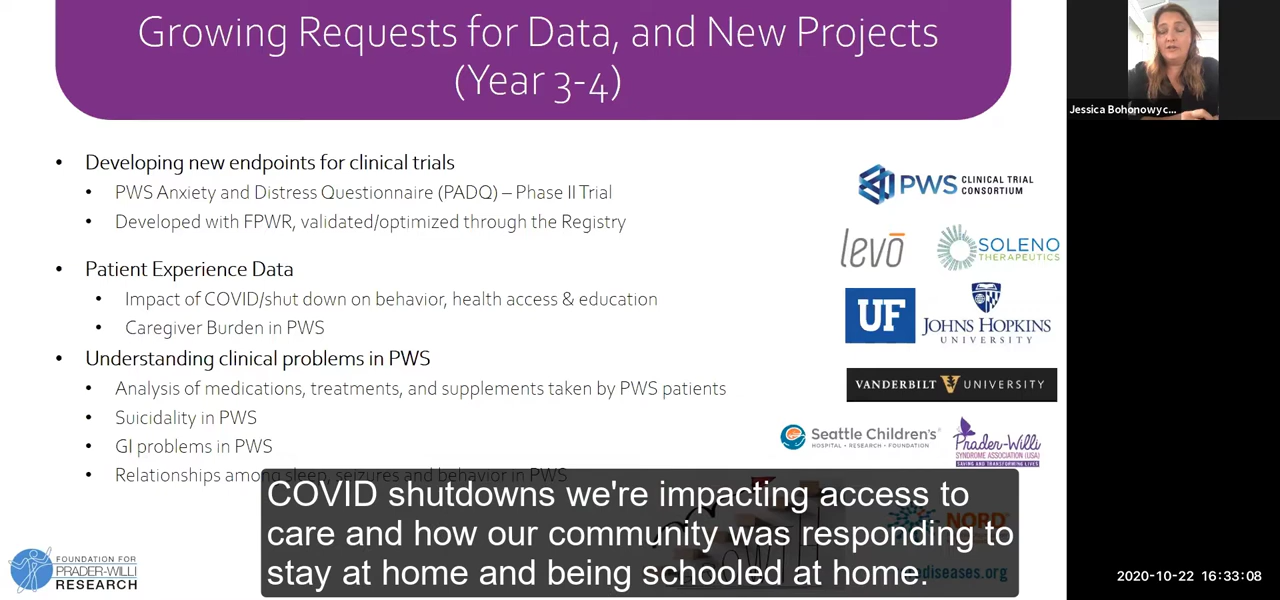 Growing Requests for Data, and New Projects
(Year 3-4)
Jessica Bohonowyc...
• Developing new endpoints for clinical trials
• PWS Anxiety and Distress Questionnaire (PADQ) – Phase II Trial
• Developed with FPWR, validated/optimized through the Registry
• Patient Experience Data
• Impact of COVID/shut down on behavior, health access & education
• Caregiver Burden in PWS
• Understanding clinical problems in PWS
• Analysis of medications, treatments, and supplements taken by PWS patients
• Suicidality in PWS
• GI problems in PWS
• Relationships among sleep, seizures and behavior in PWS
PWS CLINICAL TRIAL
CONSORTIUM
levo
SOLENO
THERAPEUTICS
UF
JOHNS HOPKINS
UNIVERSITY
VANDERBILT V UNIVERSITY
Seattle Children's®
HOSPITAL • RESEARCH • FOUNDATION
Prader-Willi
SYNDROME ASSOCIATION (USA)
SAVING AND TRANSFORMING LIVES
NORD
COVID shutdowns we're impacting access to
care and how our community was responding to
stay at home and being schooled at home.
FOUNDATION FOR
PRADER-WILLI
RESEARCH
2020-10-22 16:33:08